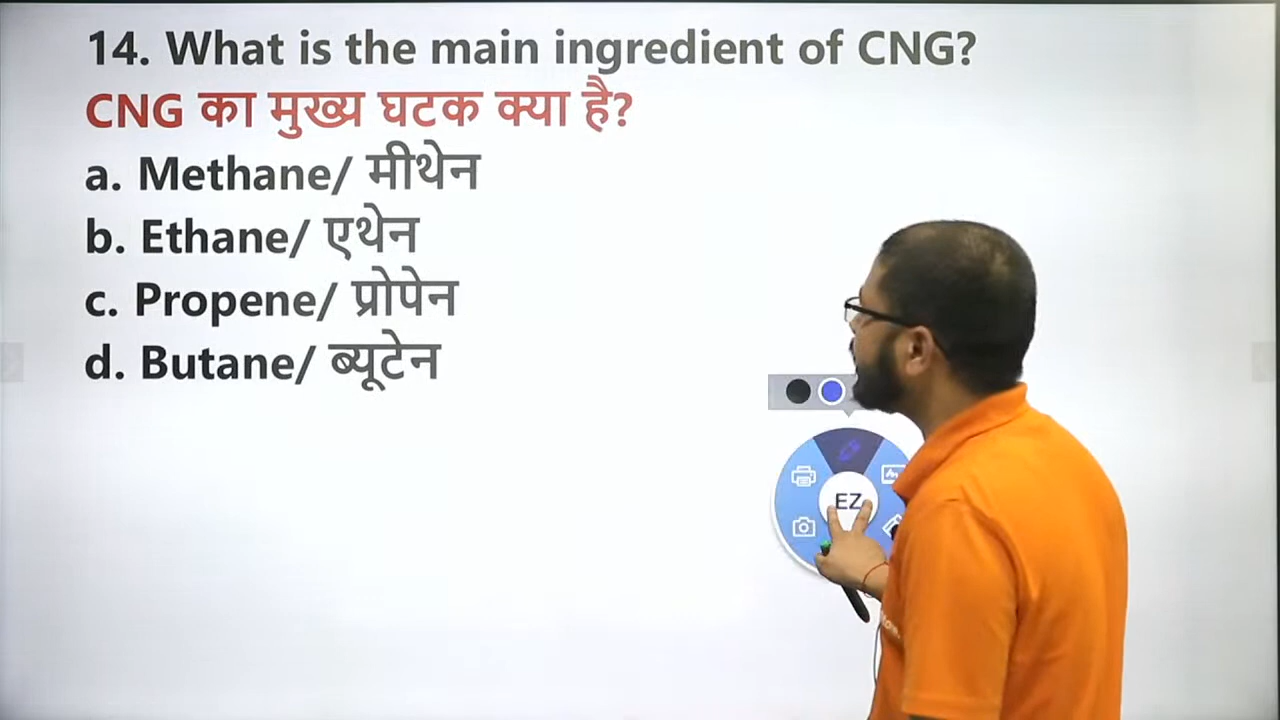 14. What is the main ingredient of CNG?
CNG का मुख्य घटक क्या है?
a. Methane/ मीथेन
b. Ethane/ एथेन
c. Propene/ प्रोपेन
d. Butane/ ब्यूटेन
EZ